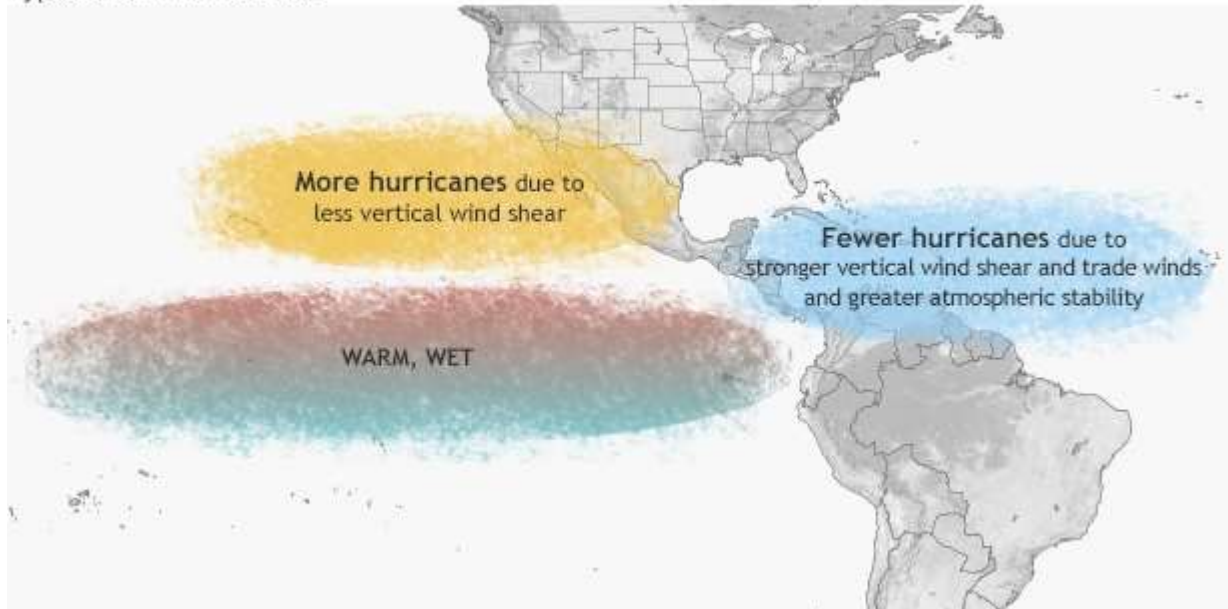 More hurricanes due to
less vertical wind shear
Fewer hurricanes due to
stronger vertical wind shear and trade winds
and greater atmospheric stability
WARM, WET